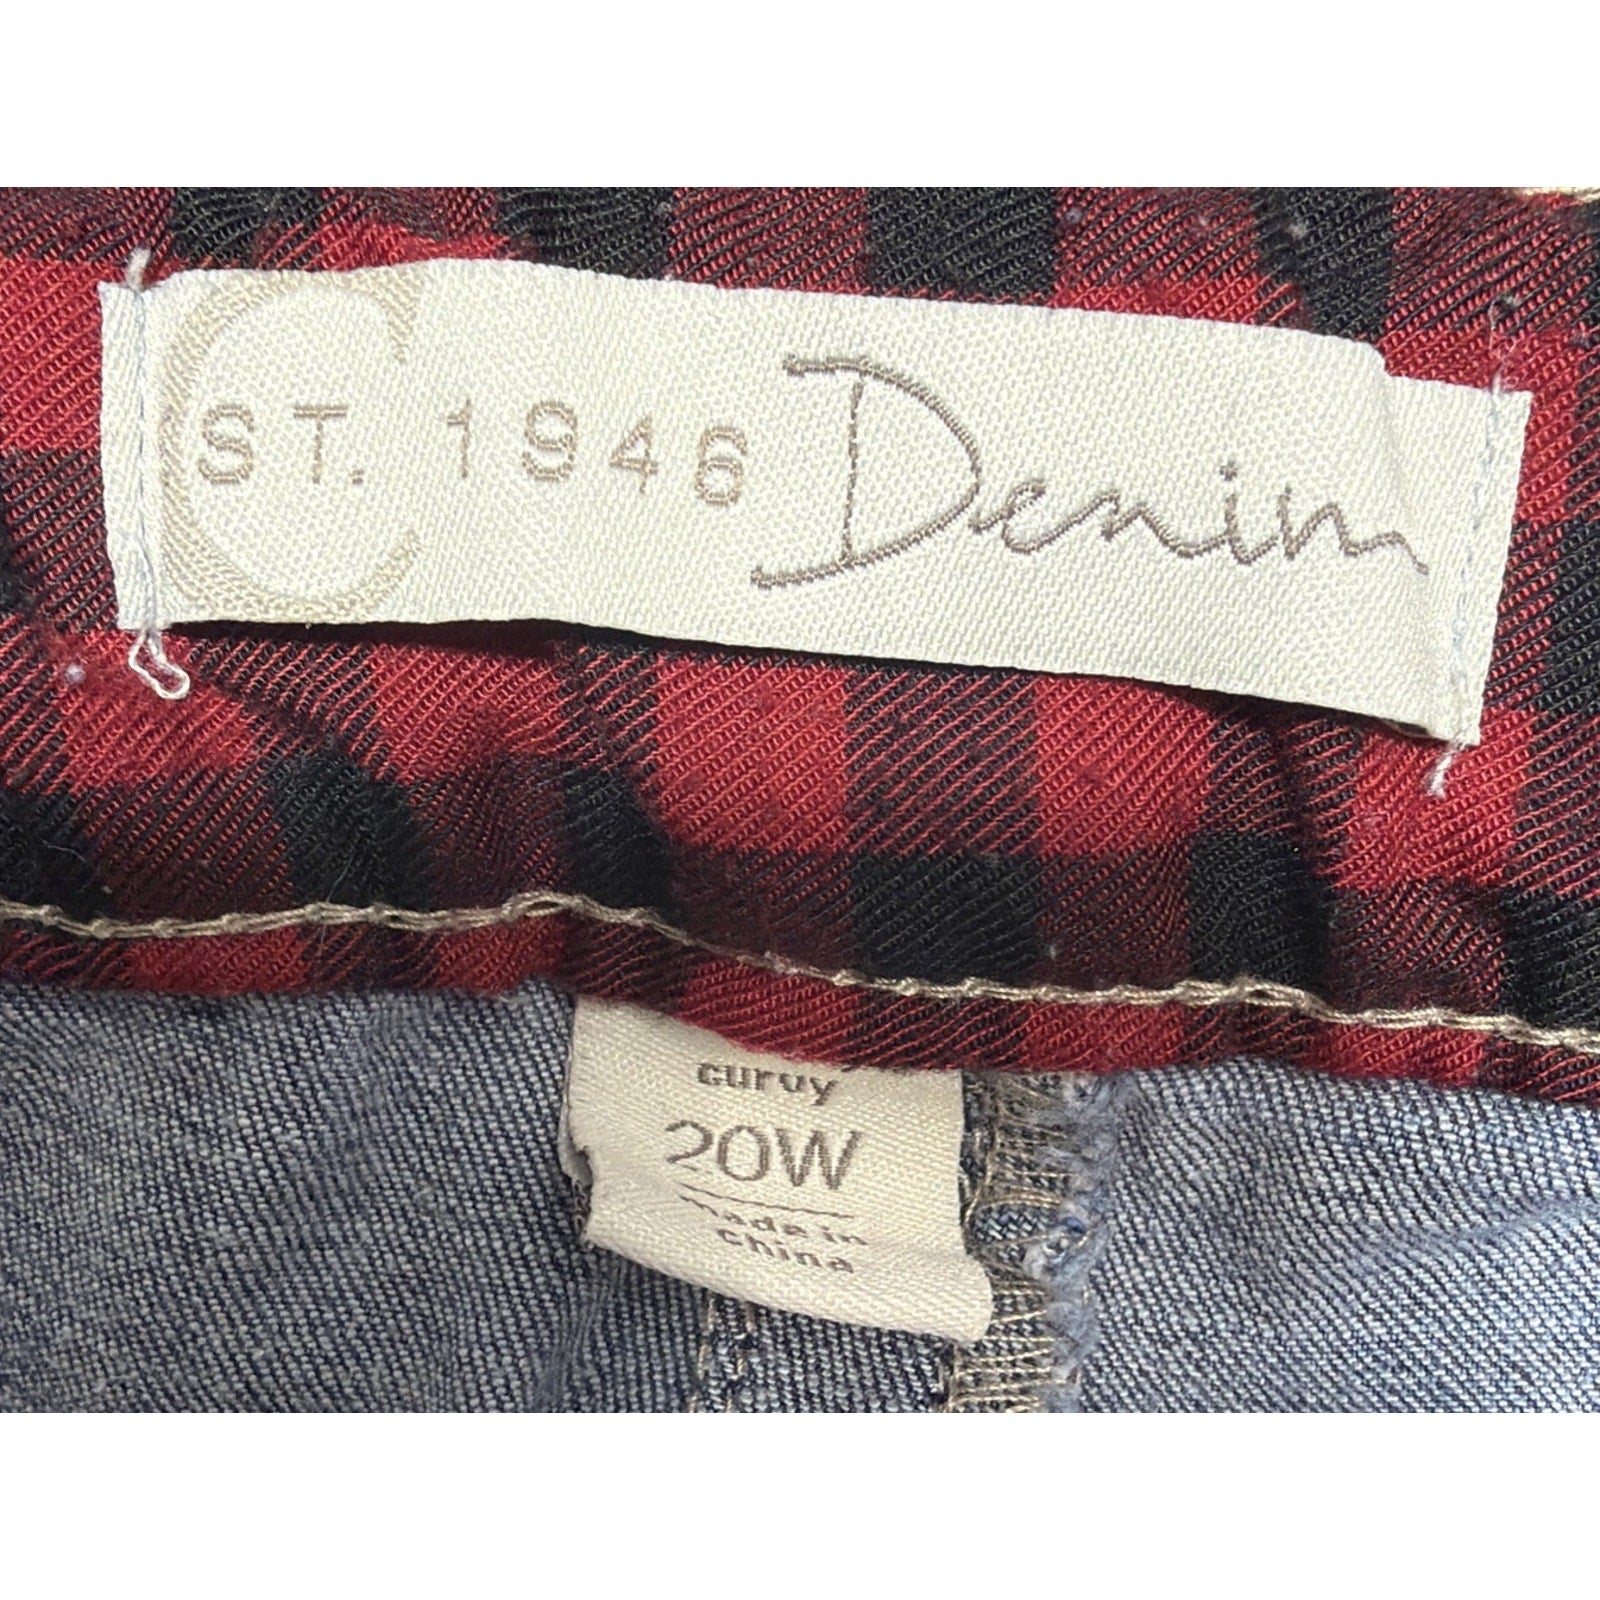 C ST. 1946 Denim
curvy
20W
made in
china